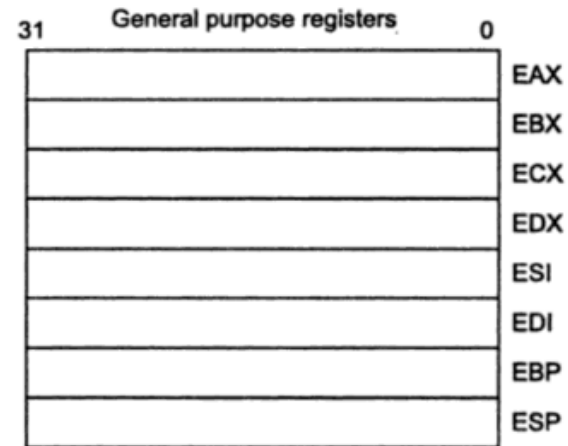 General purpose registers
31 0
EAX
EBX
ECX
EDX
ESI
EDI
EBP
ESP